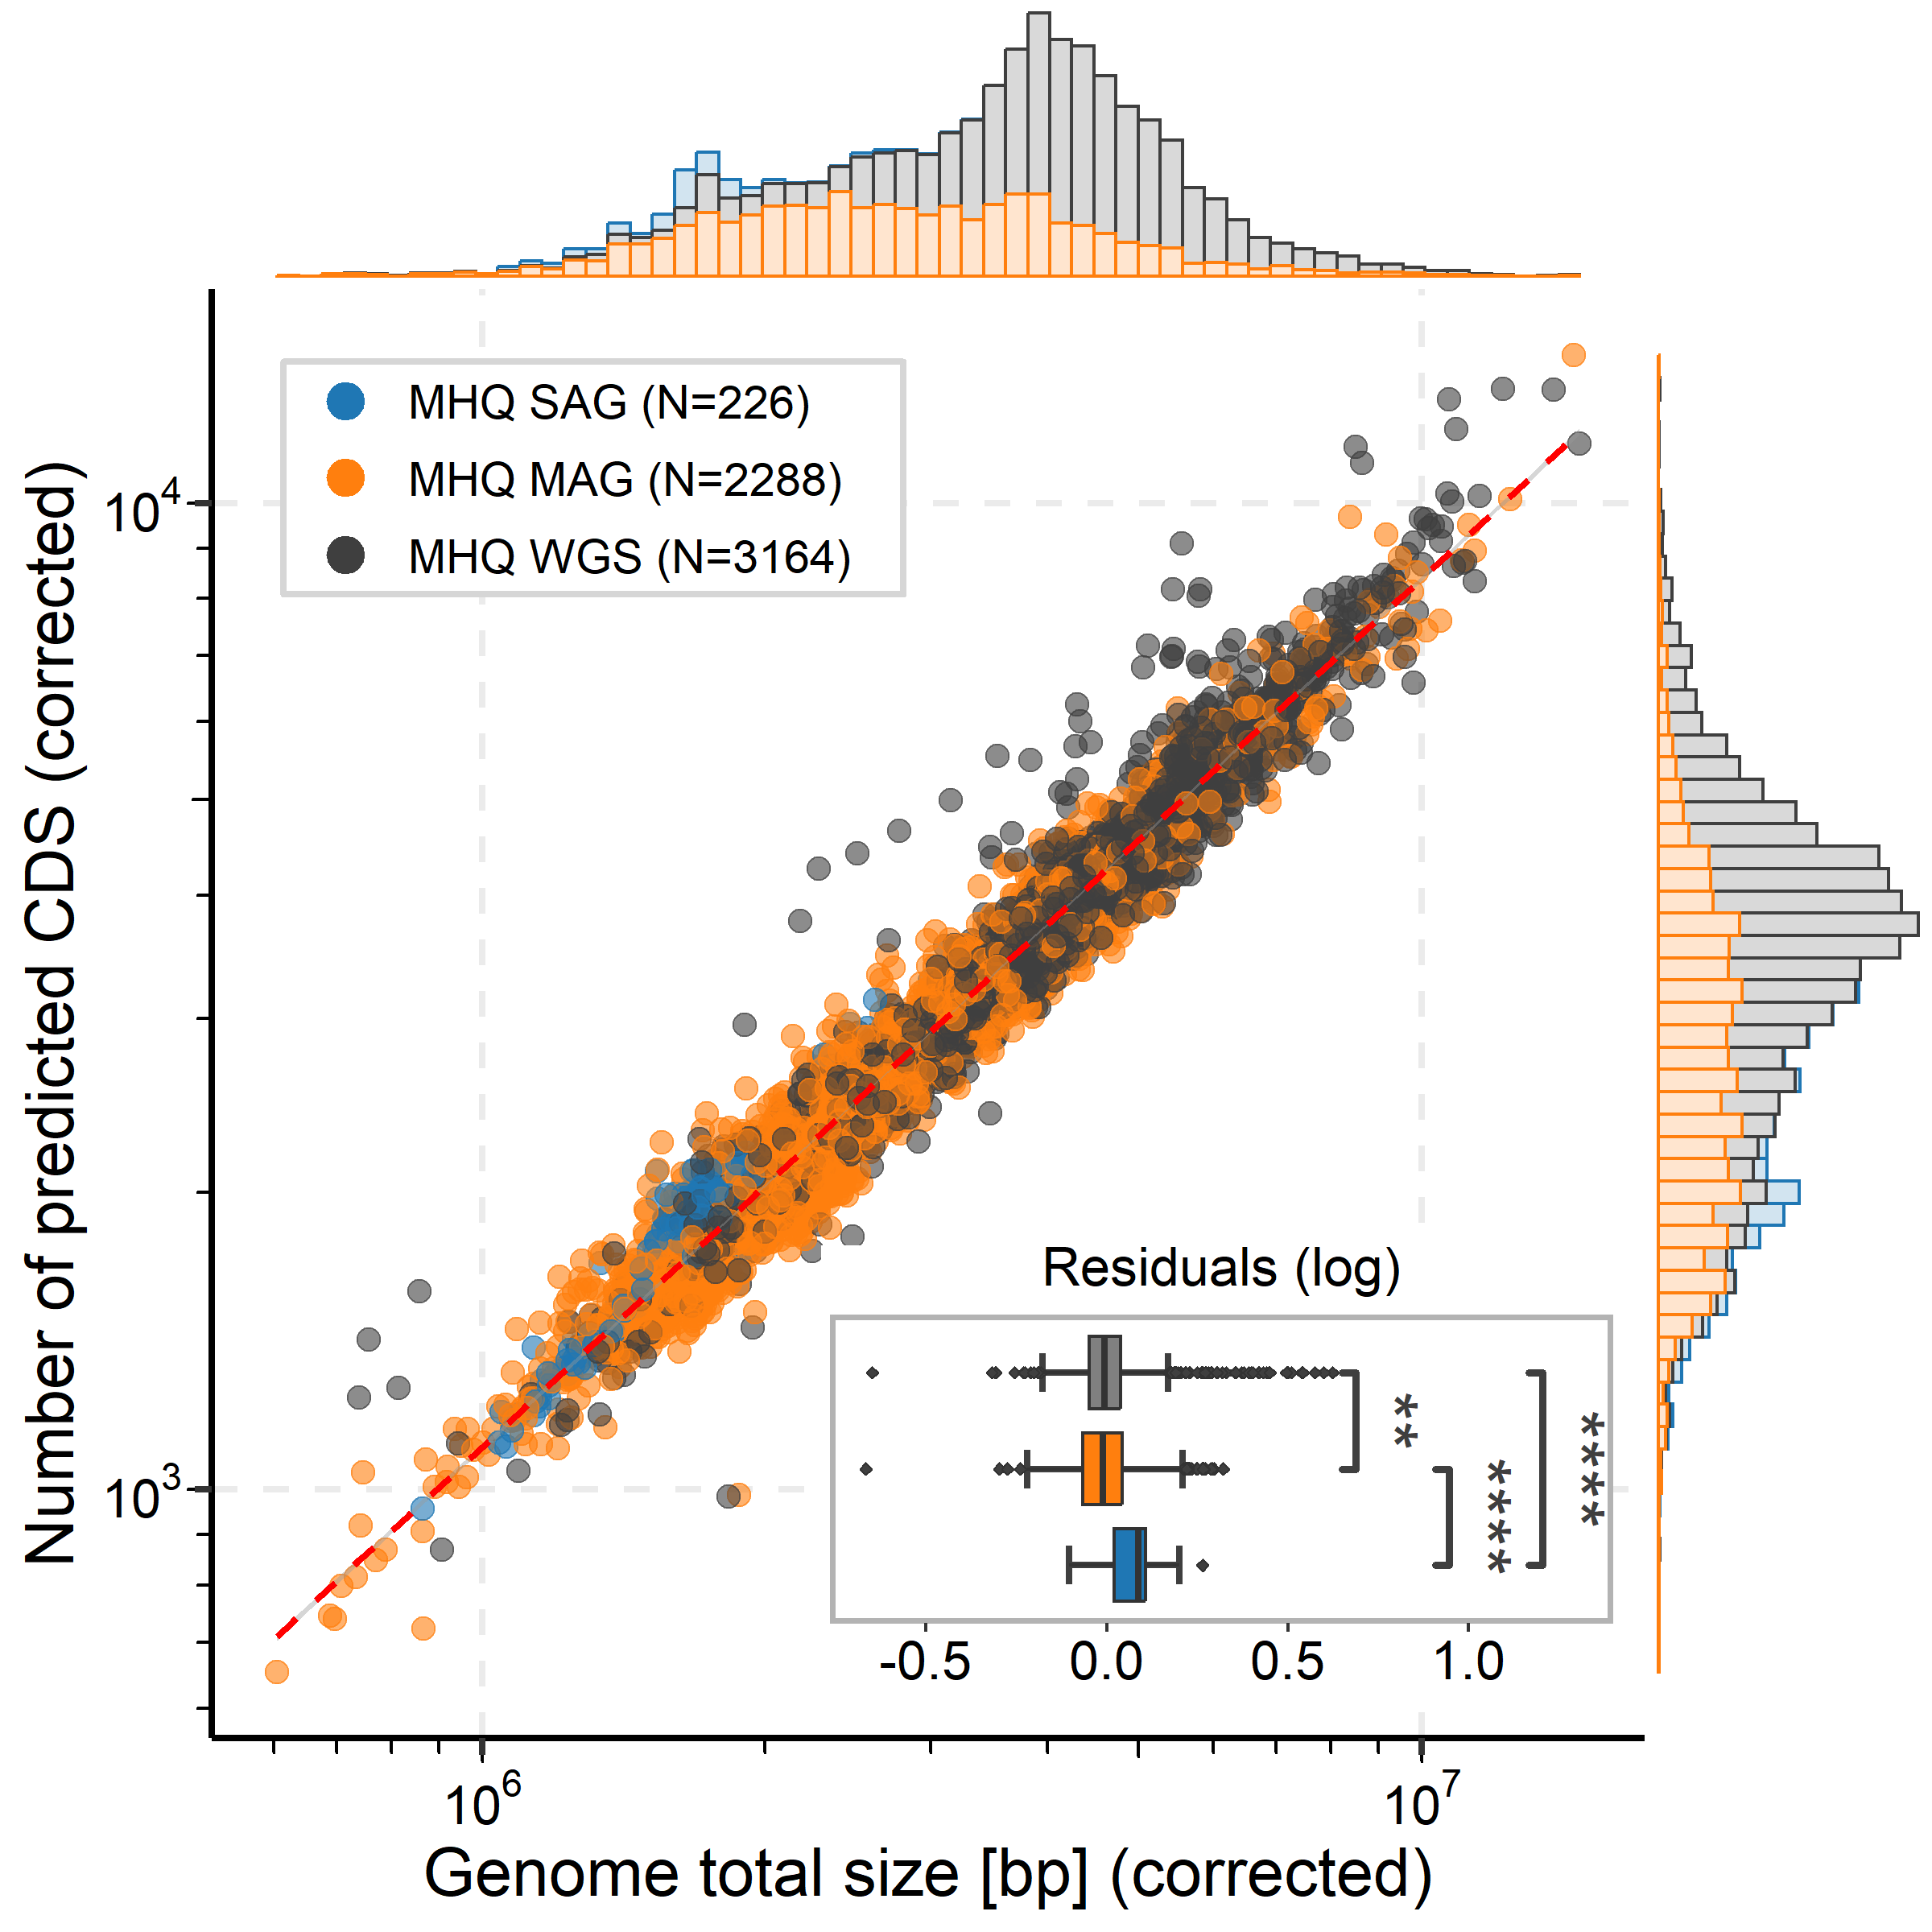 MHQ SAG (N=226)
MHQ MAG (N=2288)
MHQ WGS (N=3164)
Number of predicted CDS (corrected)
10^4
10^3
Residuals (log)
**
****
****
-0.5 0.0 0.5 1.0
10^6 10^7
Genome total size [bp] (corrected)